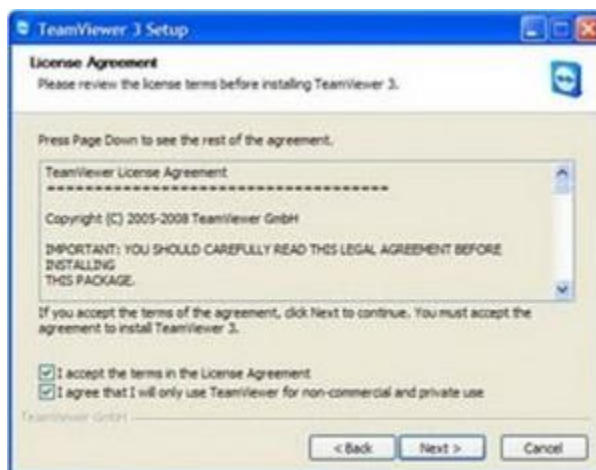 TeamViewer 3 Setup
License Agreement
Please review the license terms before installing TeamViewer 3.
Press Page Down to see the rest of the agreement.
TeamViewer License Agreement
======================================
Copyright (C) 2005-2008 TeamViewer GmbH
IMPORTANT: YOU SHOULD CAREFULLY READ THIS LEGAL AGREEMENT BEFORE
INSTALLING
THIS PACKAGE.
If you accept the terms of the agreement, click Next to continue. You must accept the
agreement to install TeamViewer 3.
I accept the terms in the License Agreement
I agree that I will only use TeamViewer for non-commercial and private use
TeamViewer GmbH
< Back Next > Cancel